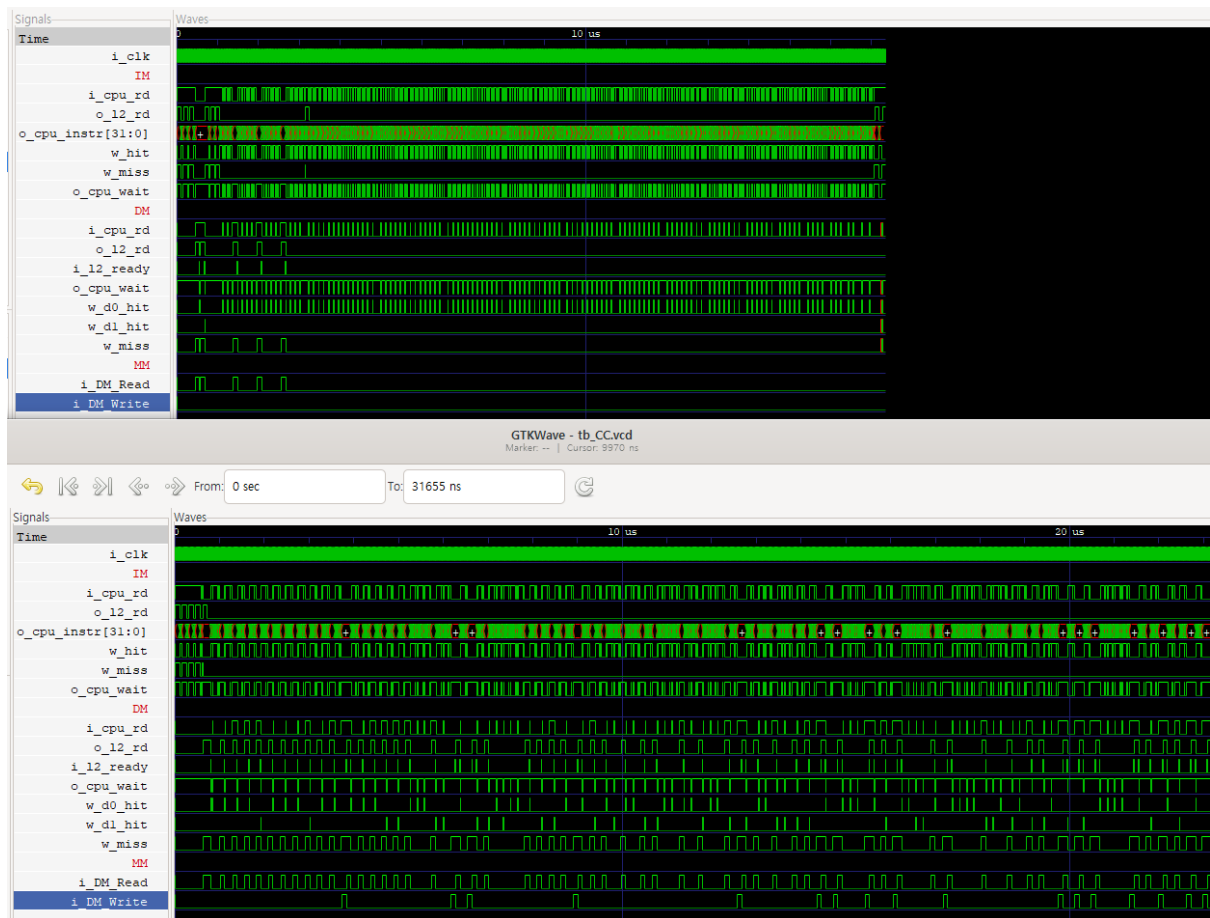 Signals Waves
Time 0 10 us
i_clk
IM
i_cpu_rd
o_l2_rd
o_cpu_instr[31:0] +
w_hit
w_miss
o_cpu_wait
DM
i_cpu_rd
o_l2_rd
i_l2_ready
o_cpu_wait
w_d0_hit
w_d1_hit
w_miss
MM
i_DM_Read
i_DM_Write
GTKWave - tb_CC.vcd
Marker: -- | Cursor: 9970 ns
From: 0 sec To: 31655 ns
Signals Waves
Time 0 10 us 20 us
i_clk
IM
i_cpu_rd
o_l2_rd
o_cpu_instr[31:0] + + + + + + + + + + + + + + +
w_hit
w_miss
o_cpu_wait
DM
i_cpu_rd
o_l2_rd
i_l2_ready
o_cpu_wait
w_d0_hit
w_d1_hit
w_miss
MM
i_DM_Read
i_DM_Write